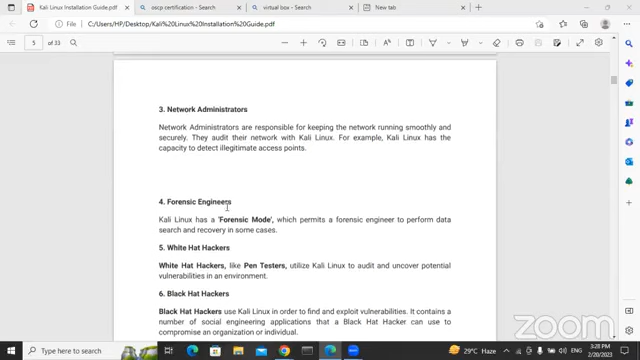 Kali Linux Installation Guide.pdf
oscp certification - Search
virtual box - Search
New tab
File
C:/Users/HP/Desktop/Kali%20Linux%20Installation%20Guide.pdf
5
of 33
3. Network Administrators
Network Administrators are responsible for keeping the network running smoothly and
securely. They audit their network with Kali Linux. For example, Kali Linux has the
capacity to detect illegitimate access points.
4. Forensic Engineers
Kali Linux has a 'Forensic Mode', which permits a forensic engineer to perform data
search and recovery in some cases.
5. White Hat Hackers
White Hat Hackers, like Pen Testers, utilize Kali Linux to audit and uncover potential
vulnerabilities in an environment.
6. Black Hat Hackers
Black Hat Hackers use Kali Linux in order to find and exploit vulnerabilities. It contains a
number of social engineering applications that a Black Hat Hacker can use to
compromise an organization or individual.
zoom
Type here to search
29°C Haze
3:28 PM
2/20/2023